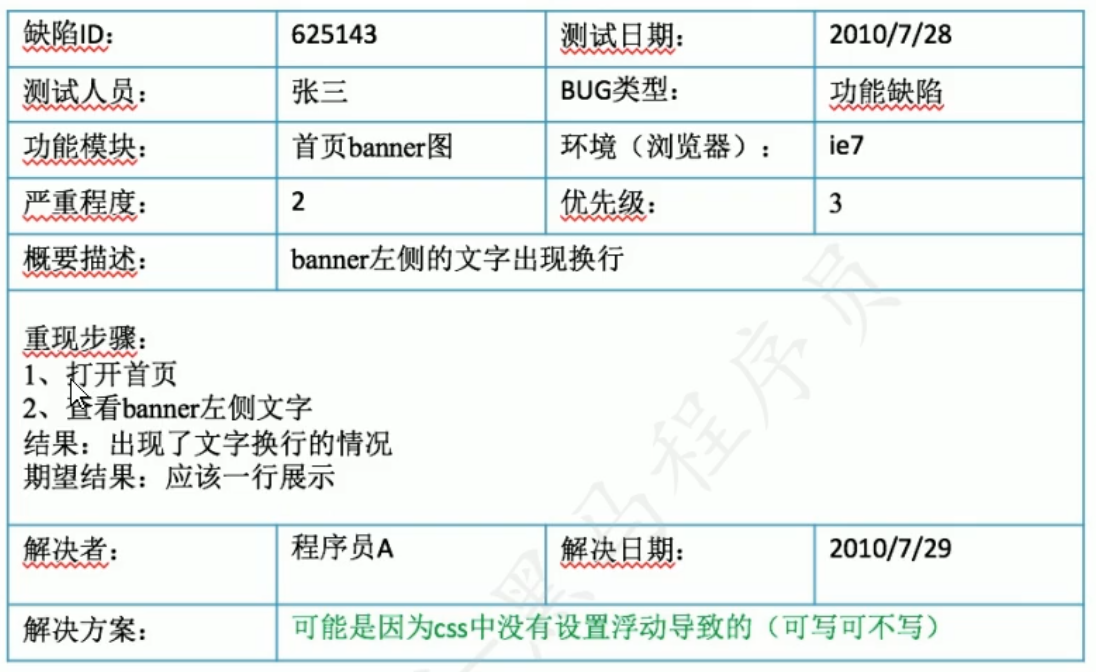 缺陷ID： 625143 测试日期： 2010/7/28
测试人员： 张三 BUG类型： 功能缺陷
功能模块： 首页banner图 环境（浏览器）： ie7
严重程度： 2 优先级： 3
概要描述： banner左侧的文字出现换行
重现步骤：
1、打开首页
2、查看banner左侧文字
结果：出现了文字换行的情况
期望结果：应该一行展示
解决者： 程序员A 解决日期： 2010/7/29
解决方案： 可能是因为css中没有设置浮动导致的（可写可不写）
黑马程序员